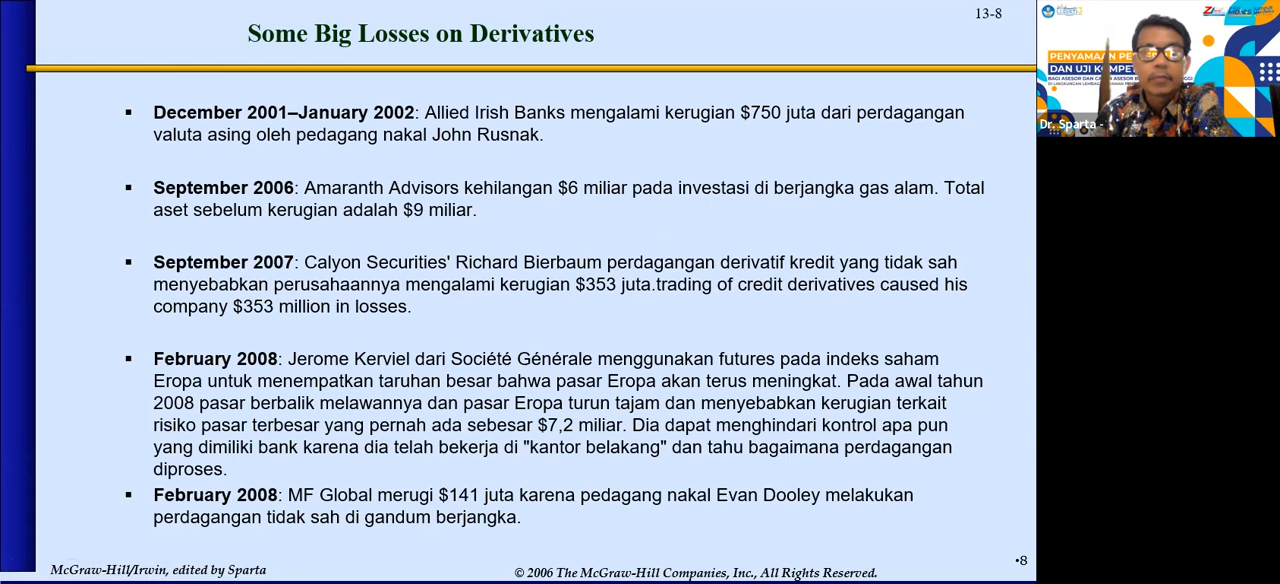 13-8
Some Big Losses on Derivatives
▪ December 2001–January 2002: Allied Irish Banks mengalami kerugian $750 juta dari perdagangan
valuta asing oleh pedagang nakal John Rusnak.
▪ September 2006: Amaranth Advisors kehilangan $6 miliar pada investasi di berjangka gas alam. Total
aset sebelum kerugian adalah $9 miliar.
▪ September 2007: Calyon Securities' Richard Bierbaum perdagangan derivatif kredit yang tidak sah
menyebabkan perusahaannya mengalami kerugian $353 juta.trading of credit derivatives caused his
company $353 million in losses.
▪ February 2008: Jerome Kerviel dari Société Générale menggunakan futures pada indeks saham
Eropa untuk menempatkan taruhan besar bahwa pasar Eropa akan terus meningkat. Pada awal tahun
2008 pasar berbalik melawannya dan pasar Eropa turun tajam dan menyebabkan kerugian terkait
risiko pasar terbesar yang pernah ada sebesar $7,2 miliar. Dia dapat menghindari kontrol apa pun
yang dimiliki bank karena dia telah bekerja di "kantor belakang" dan tahu bagaimana perdagangan
diproses.
▪ February 2008: MF Global merugi $141 juta karena pedagang nakal Evan Dooley melakukan
perdagangan tidak sah di gandum berjangka.
McGraw-Hill/Irwin, edited by Sparta
© 2006 The McGraw-Hill Companies, Inc., All Rights Reserved.
•8
PENYAMAAN
DAN UJI
Dr. Sparta -